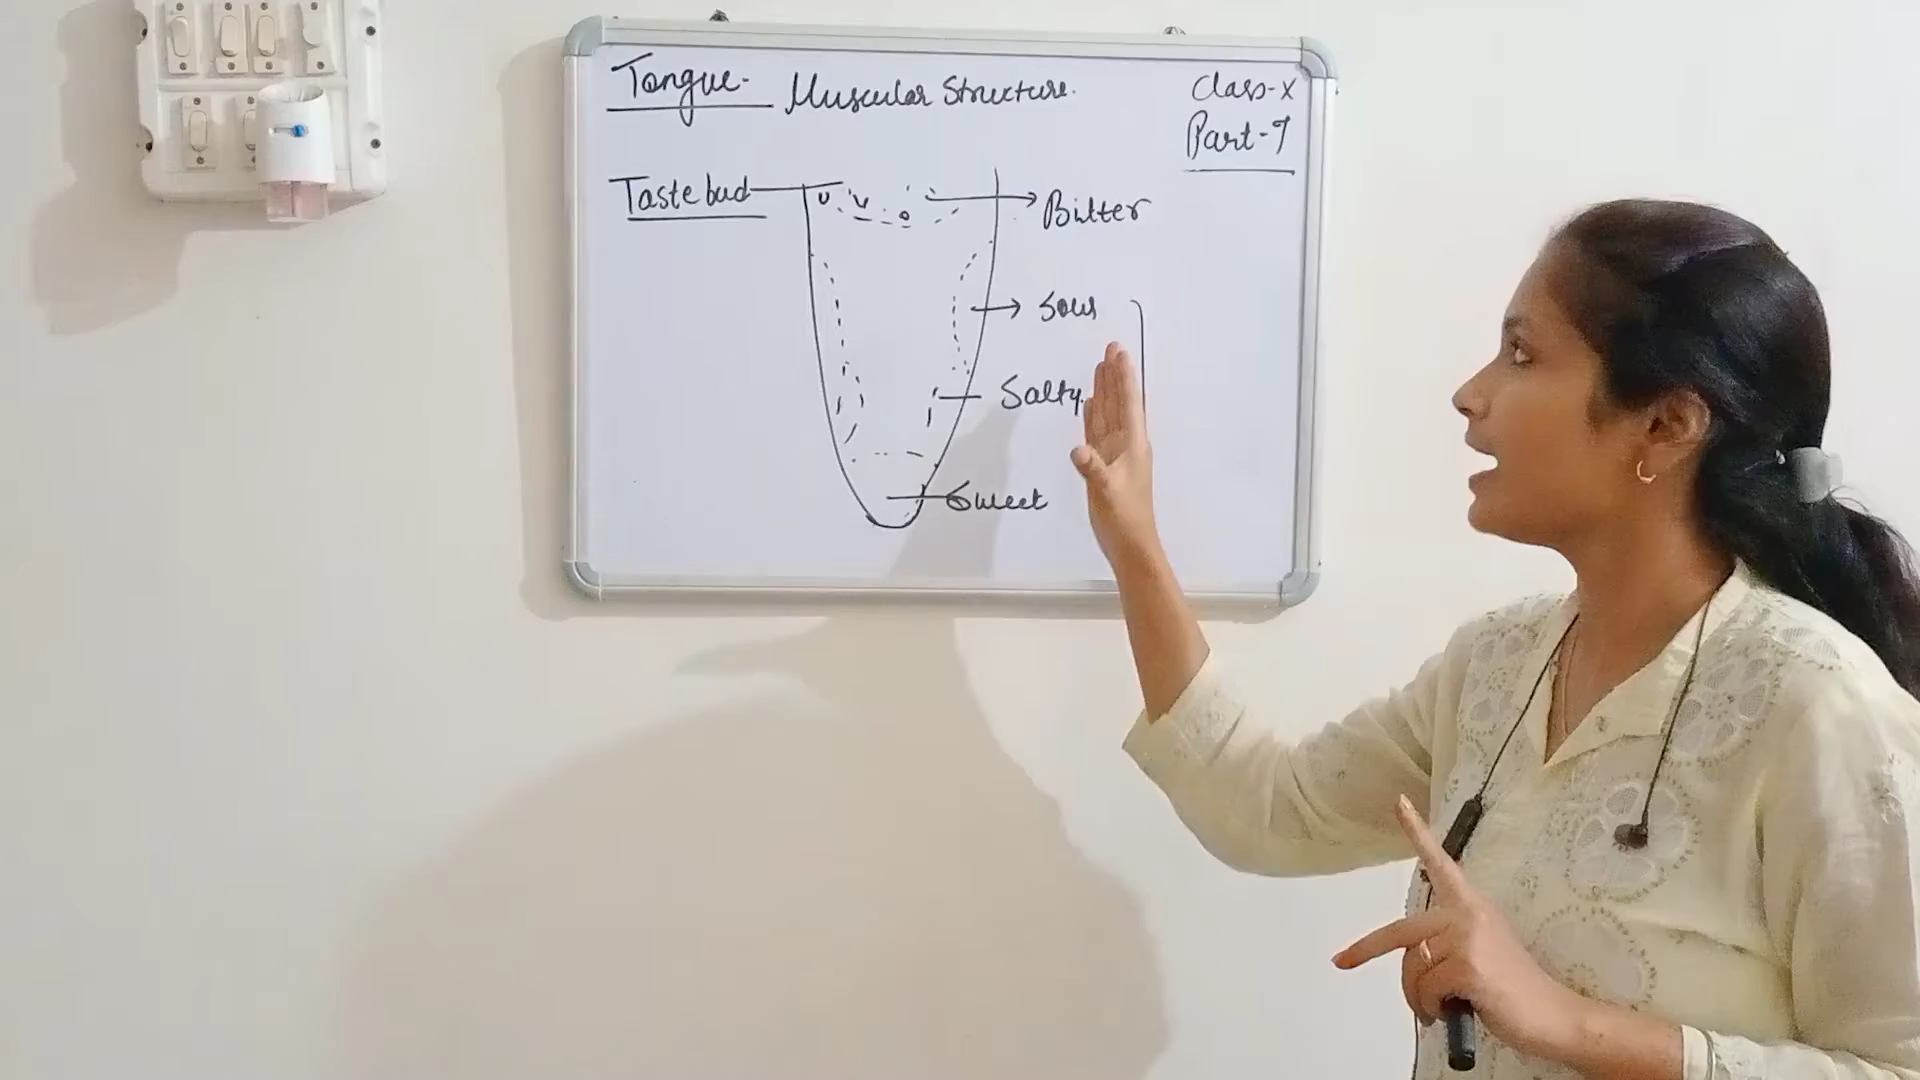 Tongue- Muscular Structure.
Class-X
Part-7
Taste bud
Bitter
Sour
Salty.
Sweet